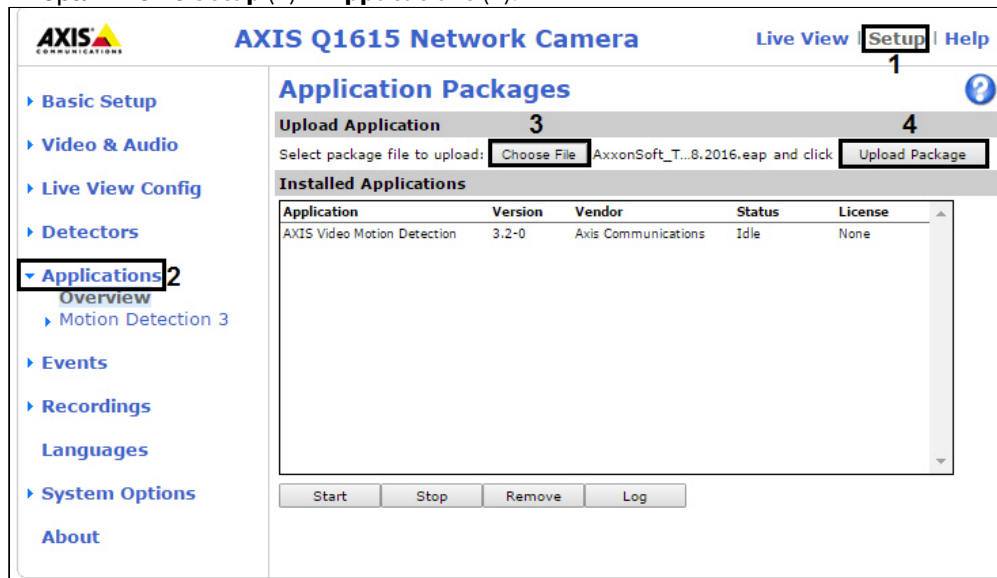 AXIS
COMMUNICATIONS
AXIS Q1615 Network Camera
Live View | Setup | Help
1
Basic Setup
Video & Audio
Live View Config
Detectors
Applications 2
Overview
Motion Detection 3
Events
Recordings
Languages
System Options
About
Application Packages
?
Upload Application
3
4
Select package file to upload: Choose File AxxonSoft_T...8.2016.eap and click Upload Package
Installed Applications
Application Version Vendor Status License
AXIS Video Motion Detection 3.2-0 Axis Communications Idle None
Start Stop Remove Log